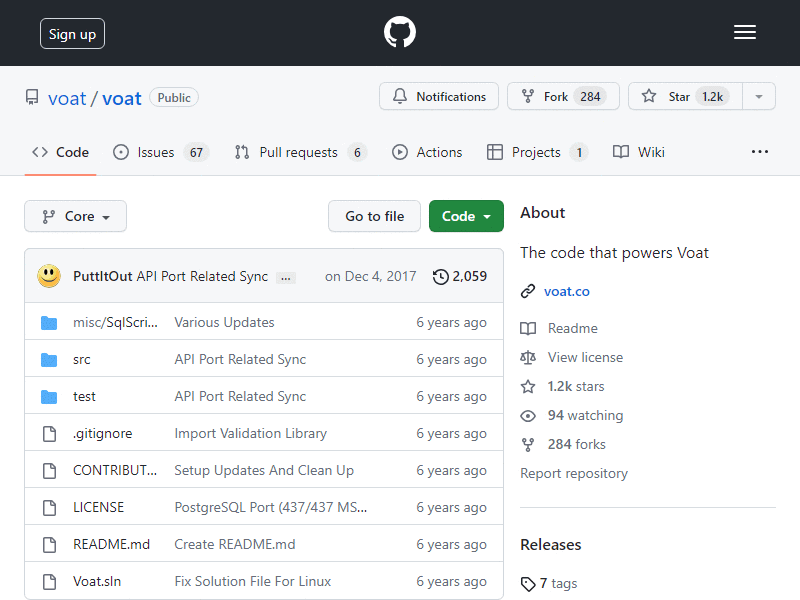 Sign up
voat / voat Public
Notifications Fork 284 Star 1.2k
Code Issues 67 Pull requests 6 Actions Projects 1 Wiki
Core Go to file Code
PuttItOut API Port Related Sync ... on Dec 4, 2017 2,059
misc/SqlScri... Various Updates 6 years ago
src API Port Related Sync 6 years ago
test API Port Related Sync 6 years ago
.gitignore Import Validation Library 6 years ago
CONTRIBUT... Setup Updates And Clean Up 6 years ago
LICENSE PostgreSQL Port (437/437 MS... 6 years ago
README.md Create README.md 6 years ago
Voat.sln Fix Solution File For Linux 6 years ago
About
The code that powers Voat
voat.co
Readme
View license
1.2k stars
94 watching
284 forks
Report repository
Releases
7 tags